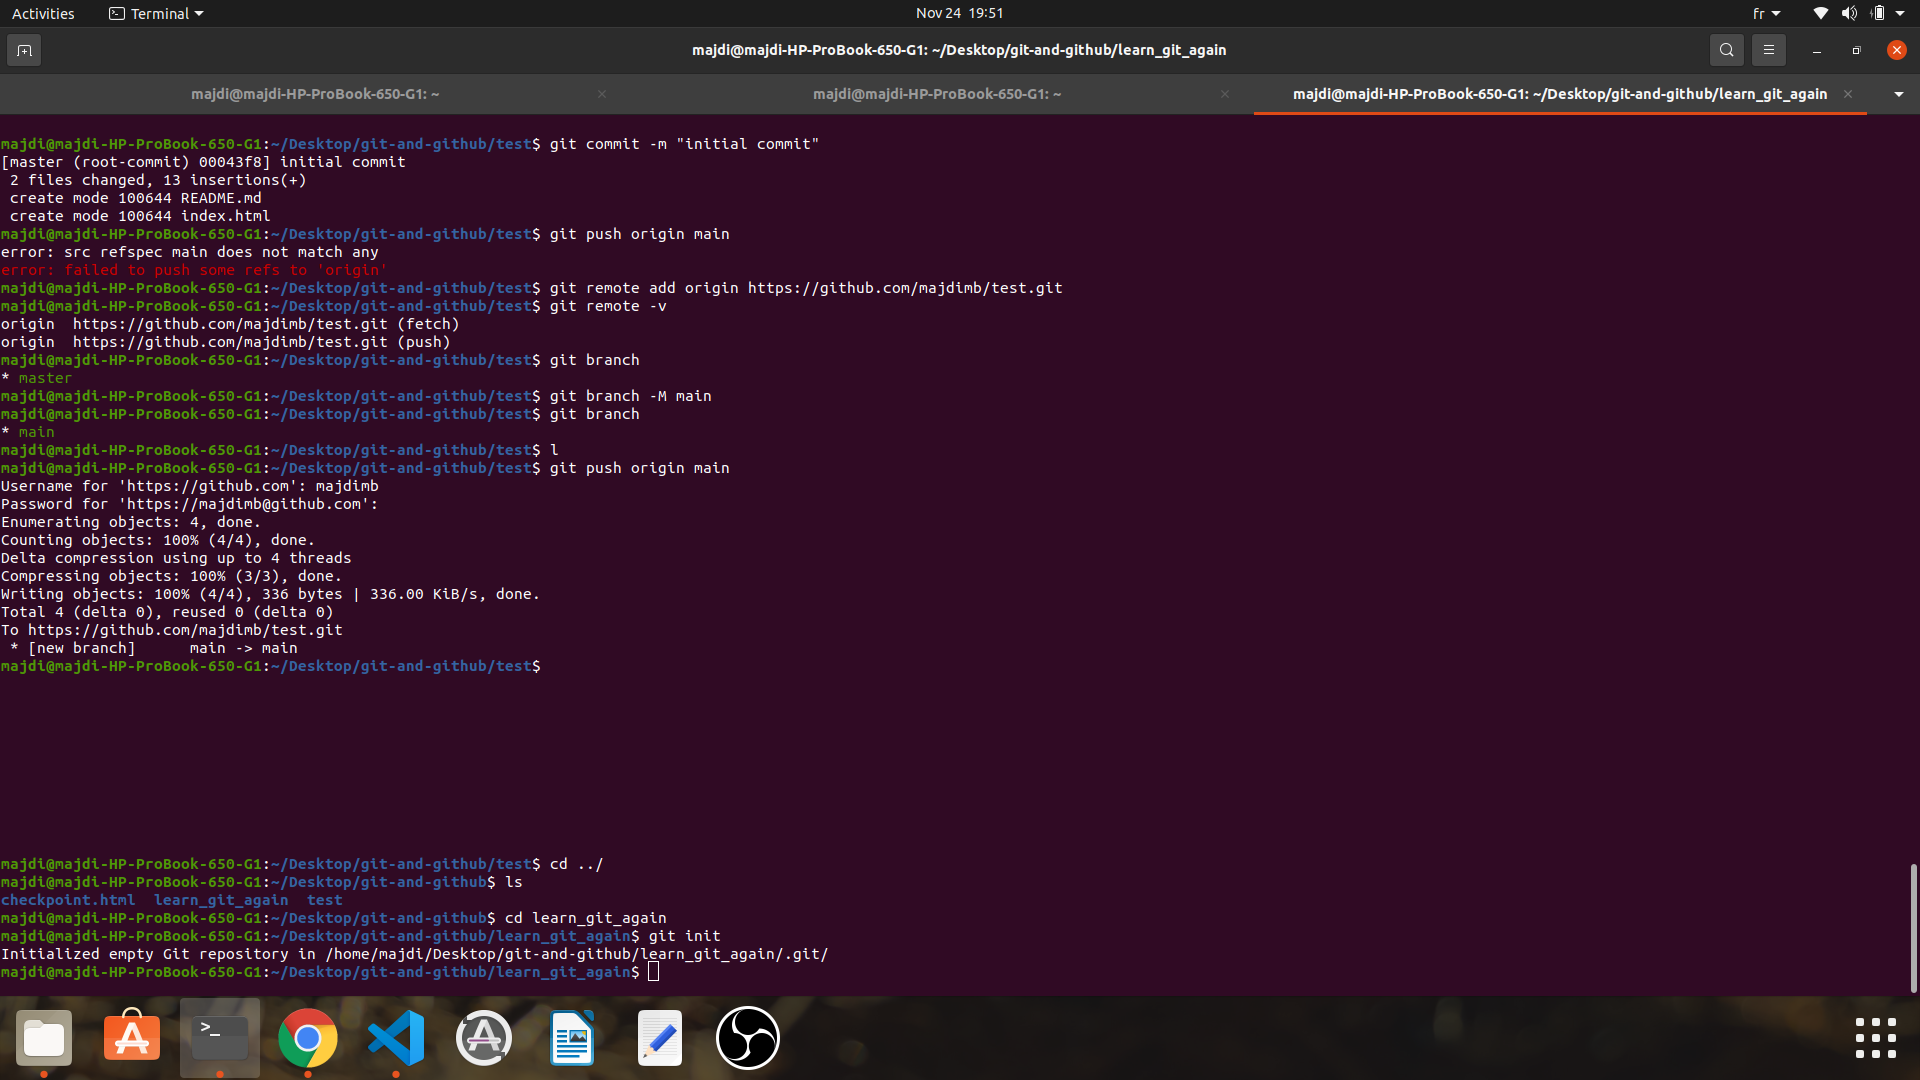 Activities Terminal Nov 24 19:51 fr
majdi@majdi-HP-ProBook-650-G1: ~/Desktop/git-and-github/learn_git_again
majdi@majdi-HP-ProBook-650-G1: ~ majdi@majdi-HP-ProBook-650-G1: ~ majdi@majdi-HP-ProBook-650-G1: ~/Desktop/git-and-github/learn_git_again
majdi@majdi-HP-ProBook-650-G1:~/Desktop/git-and-github/test$ git commit -m "initial commit"
[master (root-commit) 00043f8] initial commit
 2 files changed, 13 insertions(+)
 create mode 100644 README.md
 create mode 100644 index.html
majdi@majdi-HP-ProBook-650-G1:~/Desktop/git-and-github/test$ git push origin main
error: src refspec main does not match any
error: failed to push some refs to 'origin'
majdi@majdi-HP-ProBook-650-G1:~/Desktop/git-and-github/test$ git remote add origin https://github.com/majdimb/test.git
majdi@majdi-HP-ProBook-650-G1:~/Desktop/git-and-github/test$ git remote -v
origin  https://github.com/majdimb/test.git (fetch)
origin  https://github.com/majdimb/test.git (push)
majdi@majdi-HP-ProBook-650-G1:~/Desktop/git-and-github/test$ git branch
* master
majdi@majdi-HP-ProBook-650-G1:~/Desktop/git-and-github/test$ git branch -M main
majdi@majdi-HP-ProBook-650-G1:~/Desktop/git-and-github/test$ git branch
* main
majdi@majdi-HP-ProBook-650-G1:~/Desktop/git-and-github/test$ l
majdi@majdi-HP-ProBook-650-G1:~/Desktop/git-and-github/test$ git push origin main
Username for 'https://github.com': majdimb
Password for 'https://majdimb@github.com':
Enumerating objects: 4, done.
Counting objects: 100% (4/4), done.
Delta compression using up to 4 threads
Compressing objects: 100% (3/3), done.
Writing objects: 100% (4/4), 336 bytes | 336.00 KiB/s, done.
Total 4 (delta 0), reused 0 (delta 0)
To https://github.com/majdimb/test.git
 * [new branch]      main -> main
majdi@majdi-HP-ProBook-650-G1:~/Desktop/git-and-github/test$
majdi@majdi-HP-ProBook-650-G1:~/Desktop/git-and-github/test$ cd ../
majdi@majdi-HP-ProBook-650-G1:~/Desktop/git-and-github$ ls
checkpoint.html  learn_git_again  test
majdi@majdi-HP-ProBook-650-G1:~/Desktop/git-and-github$ cd learn_git_again
majdi@majdi-HP-ProBook-650-G1:~/Desktop/git-and-github/learn_git_again$ git init
Initialized empty Git repository in /home/majdi/Desktop/git-and-github/learn_git_again/.git/
majdi@majdi-HP-ProBook-650-G1:~/Desktop/git-and-github/learn_git_again$